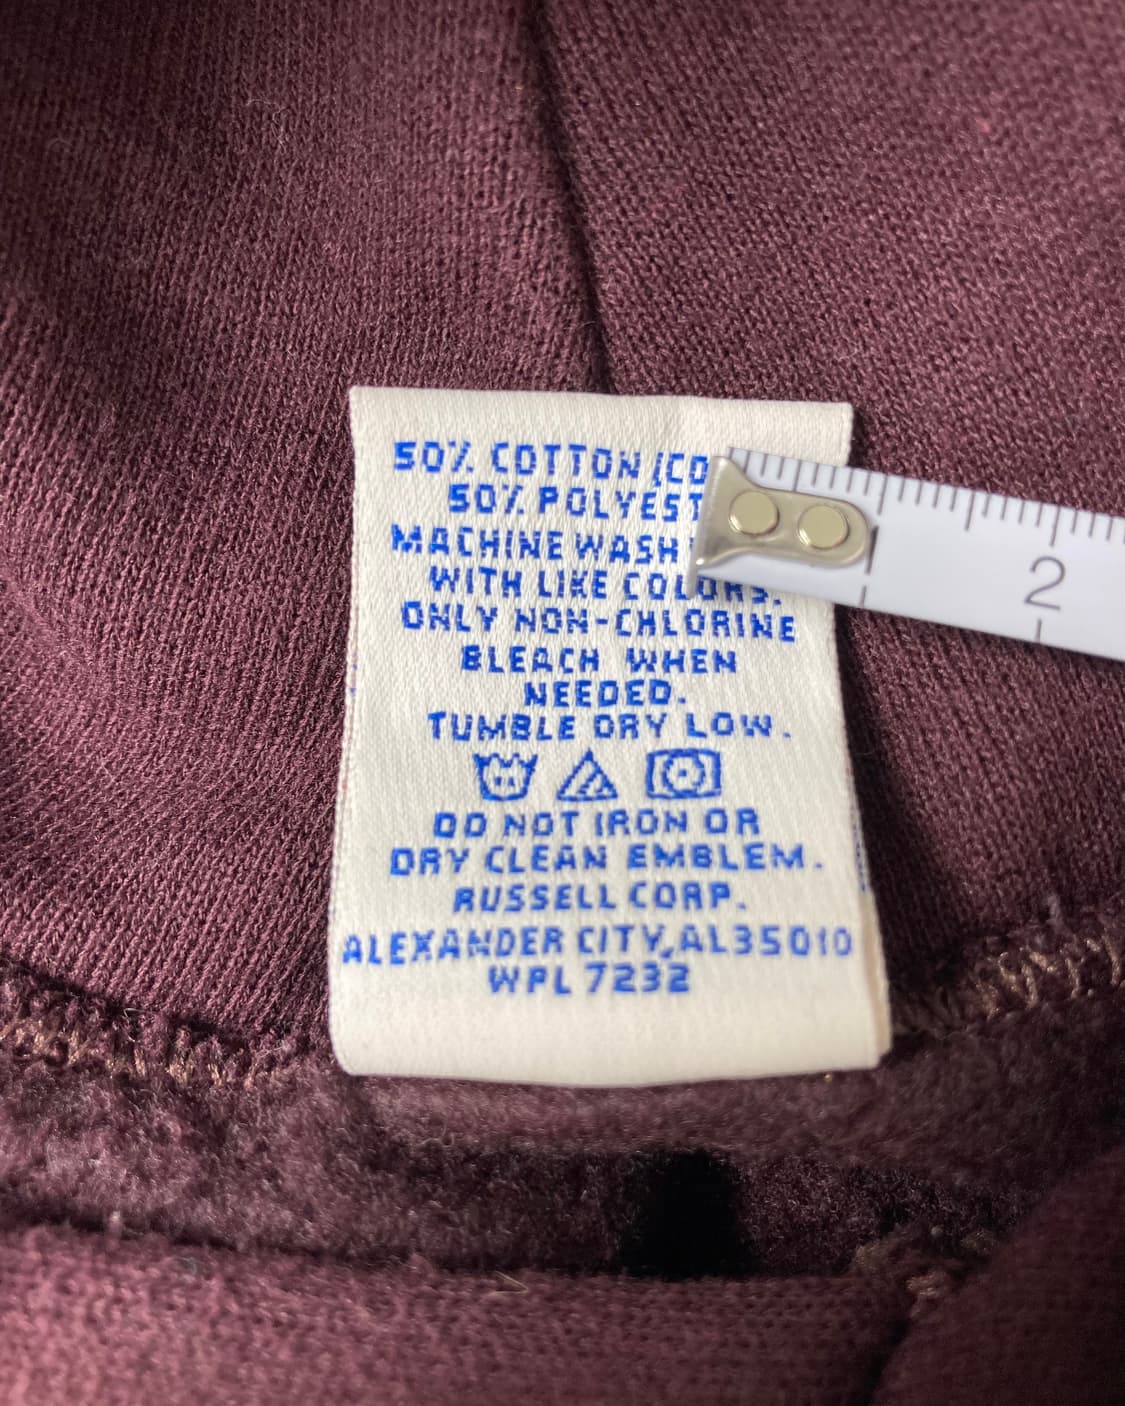 50% COTTON (CO
50% POLYEST
MACHINE WASH
WITH LIKE COLORS.
ONLY NON-CHLORINE
BLEACH WHEN
NEEDED.
TUMBLE DRY LOW.
DO NOT IRON OR
DRY CLEAN EMBLEM.
RUSSELL CORP.
ALEXANDER CITY, AL35010
WPL 7232
2